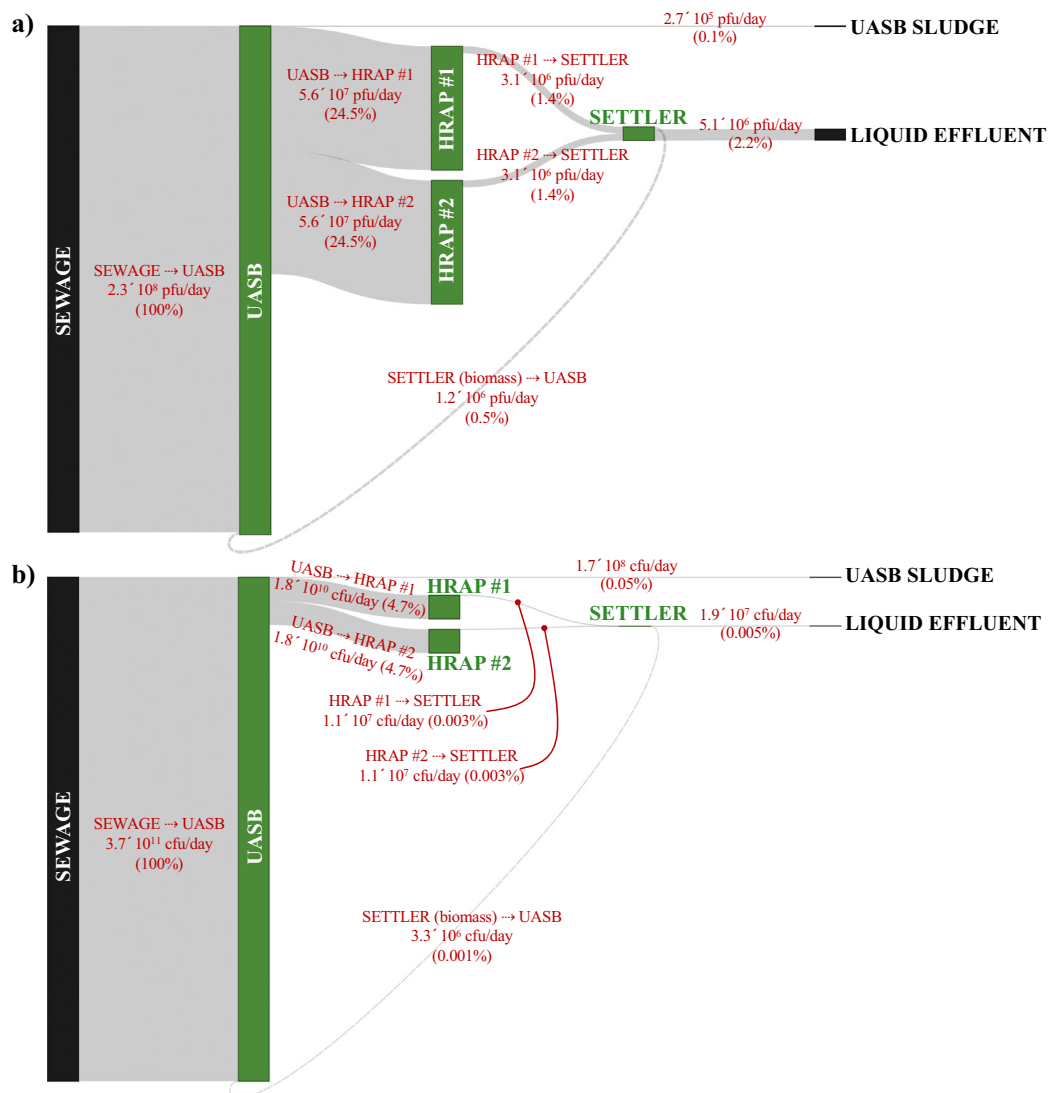 a)
2.7´ 10⁵ pfu/day
(0.1%)
UASB SLUDGE
UASB ⤑ HRAP #1
5.6´ 10⁷ pfu/day
(24.5%)
HRAP #1
HRAP #1 ⤑ SETTLER
3.1´ 10⁶ pfu/day
(1.4%)
SETTLER
5.1´ 10⁶ pfu/day
(2.2%)
LIQUID EFFLUENT
HRAP #2 ⤑ SETTLER
3.1´ 10⁶ pfu/day
(1.4%)
UASB ⤑ HRAP #2
5.6´ 10⁷ pfu/day
(24.5%)
HRAP #2
SEWAGE
SEWAGE ⤑ UASB
2.3´ 10⁸ pfu/day
(100%)
UASB
SETTLER (biomass) ⤑ UASB
1.2´ 10⁶ pfu/day
(0.5%)
b)
1.7´ 10⁸ cfu/day
(0.05%)
UASB SLUDGE
UASB ⤑ HRAP #1
1.8´ 10¹⁰ cfu/day (4.7%)
HRAP #1
SETTLER
1.9´ 10⁷ cfu/day
(0.005%)
LIQUID EFFLUENT
UASB ⤑ HRAP #2
1.8´ 10¹⁰ cfu/day (4.7%)
HRAP #2
HRAP #1 ⤑ SETTLER
1.1´ 10⁷ cfu/day (0.003%)
HRAP #2 ⤑ SETTLER
1.1´ 10⁷ cfu/day (0.003%)
SEWAGE
SEWAGE ⤑ UASB
3.7´ 10¹¹ cfu/day
(100%)
UASB
SETTLER (biomass) ⤑ UASB
3.3´ 10⁶ cfu/day
(0.001%)